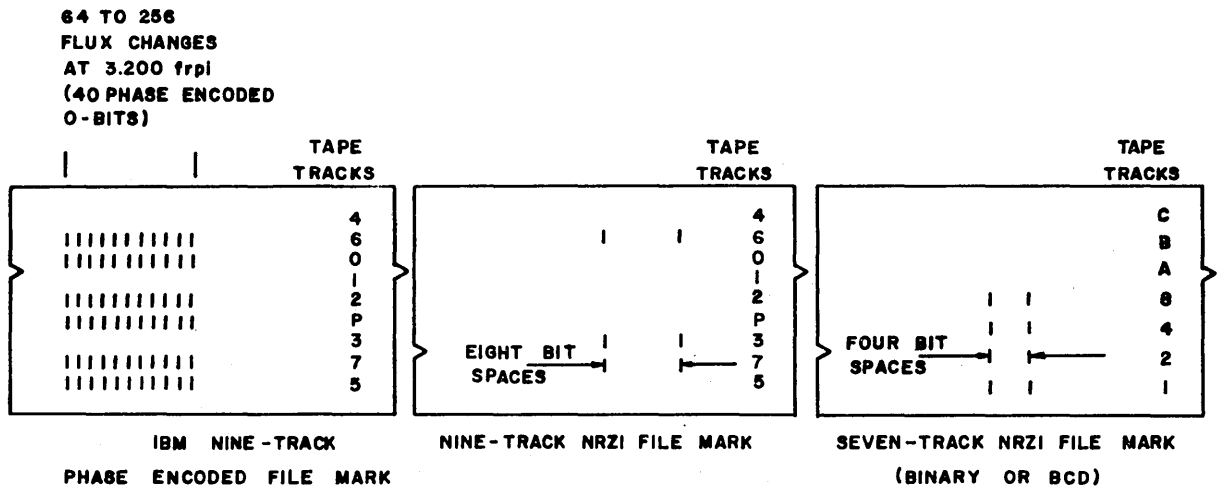 64 TO 256
FLUX CHANGES
AT 3.200 frpi
(40 PHASE ENCODED
0-BITS)
TAPE
TRACKS
4
6
0
1
2
P
3
7
5
IBM NINE-TRACK
PHASE ENCODED FILE MARK
TAPE
TRACKS
4
6
0
1
2
P
3
7
5
EIGHT BIT
SPACES
NINE-TRACK NRZI FILE MARK
TAPE
TRACKS
C
B
A
8
4
2
1
FOUR BIT
SPACES
SEVEN-TRACK NRZI FILE MARK
(BINARY OR BCD)